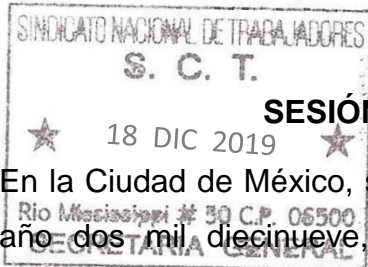 SINDICATO NACIONAL DE TRABAJADORES
S. C. T.
SESIÓN
18 DIC 2019
En la Ciudad de México, s
Rio Mississippi # 50 C.P. 06500
año dos mil diecinueve,
SECRETARIA GENERAL